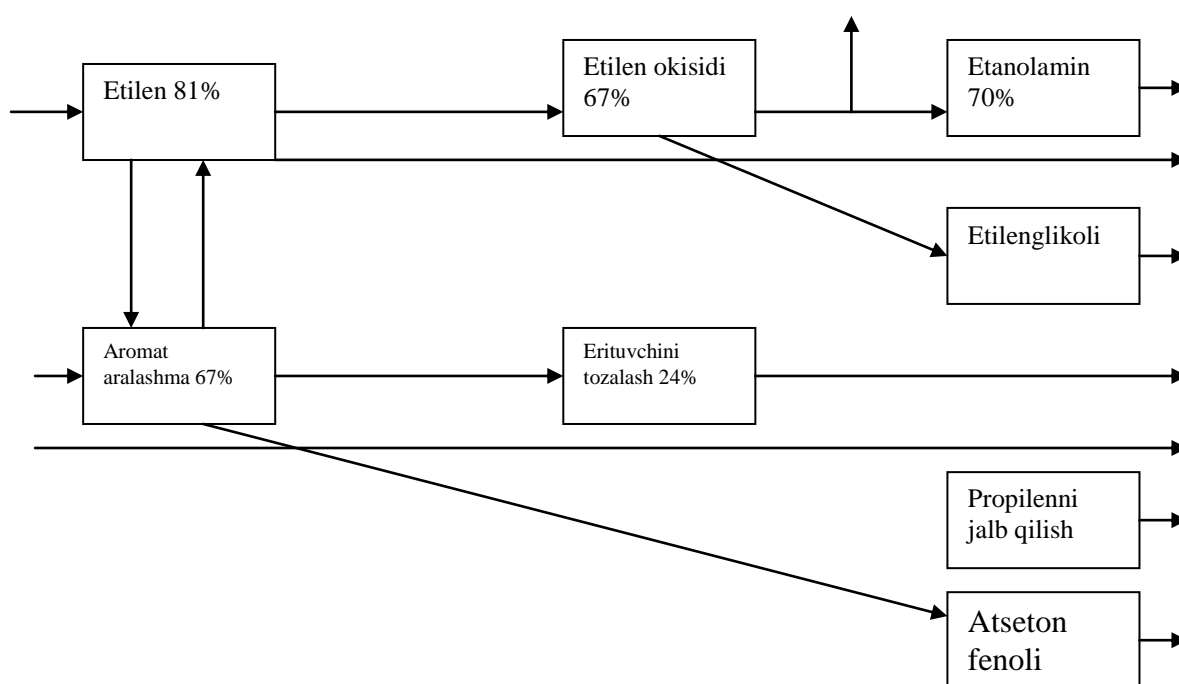 Etilen 81%
Etilen okisidi
67%
Etanolamin
70%
Etilenglikoli
Aromat
aralashma 67%
Erituvchini
tozalash 24%
Propilenni
jalb qilish
Atseton
fenoli